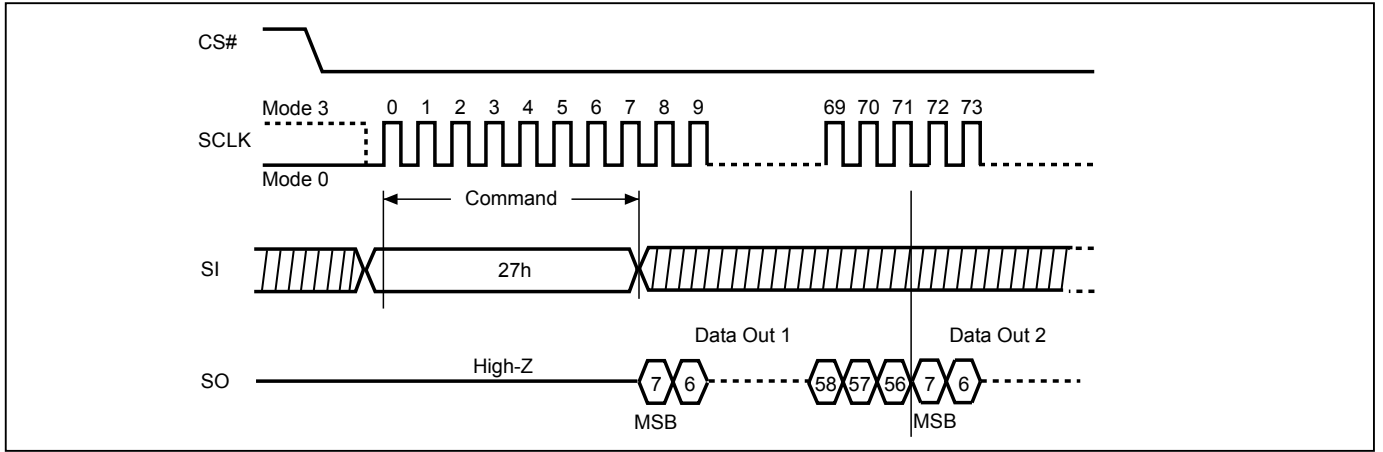 CS#
Mode 3 0 1 2 3 4 5 6 7 8 9 69 70 71 72 73
SCLK
Mode 0
Command
SI 27h
Data Out 1 Data Out 2
High-Z
SO 7 6 58 57 56 7 6
MSB MSB